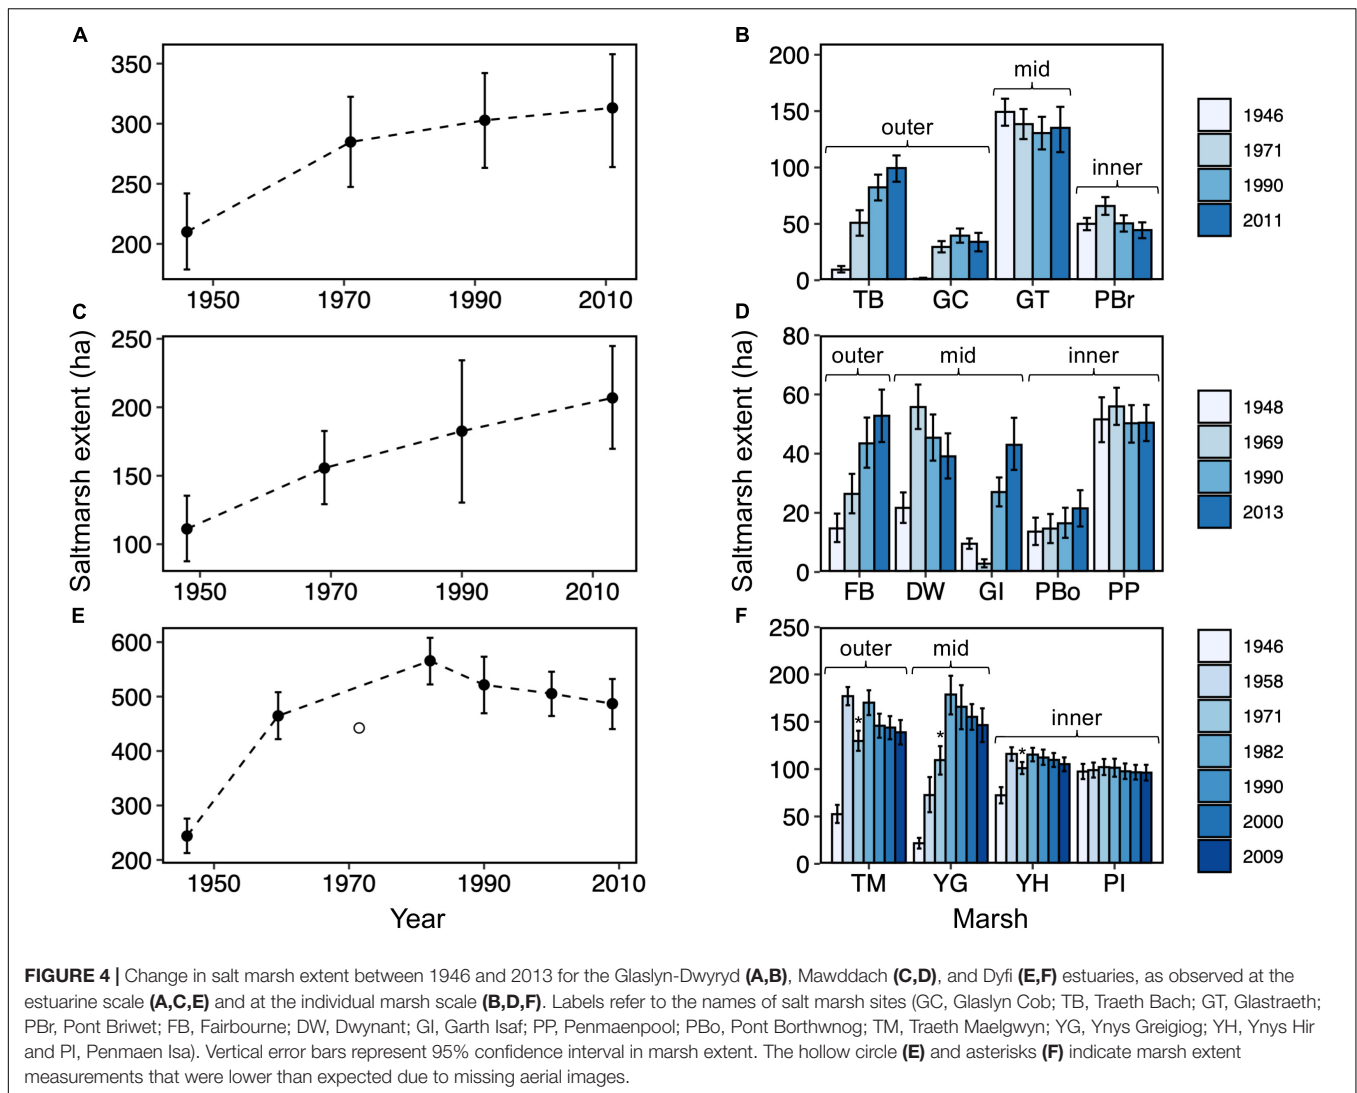 A
350
300
250
200
1950 1970 1990 2010
B
200
150
100
50
0
outer
mid
inner
TB GC GT PBr
1946
1971
1990
2011
C
250
200
150
100
1950 1970 1990 2010
Saltmarsh extent (ha)
D
80
60
40
20
0
outer mid inner
FB DW GI PBo PP
Saltmarsh extent (ha)
1948
1969
1990
2013
E
600
500
400
300
200
1950 1970 1990 2010
Year
F
250
200
150
100
50
0
outer mid
inner
* * *
TM YG YH PI
Marsh
1946
1958
1971
1982
1990
2000
2009
FIGURE 4 | Change in salt marsh extent between 1946 and 2013 for the Glaslyn-Dwyryd (A,B), Mawddach (C,D), and Dyfi (E,F) estuaries, as observed at the
estuarine scale (A,C,E) and at the individual marsh scale (B,D,F). Labels refer to the names of salt marsh sites (GC, Glaslyn Cob; TB, Traeth Bach; GT, Glastraeth;
PBr, Pont Briwet; FB, Fairbourne; DW, Dwynant; GI, Garth Isaf; PP, Penmaenpool; PBo, Pont Borthwnog; TM, Traeth Maelgwyn; YG, Ynys Greigiog; YH, Ynys Hir
and PI, Penmaen Isa). Vertical error bars represent 95% confidence interval in marsh extent. The hollow circle (E) and asterisks (F) indicate marsh extent
measurements that were lower than expected due to missing aerial images.